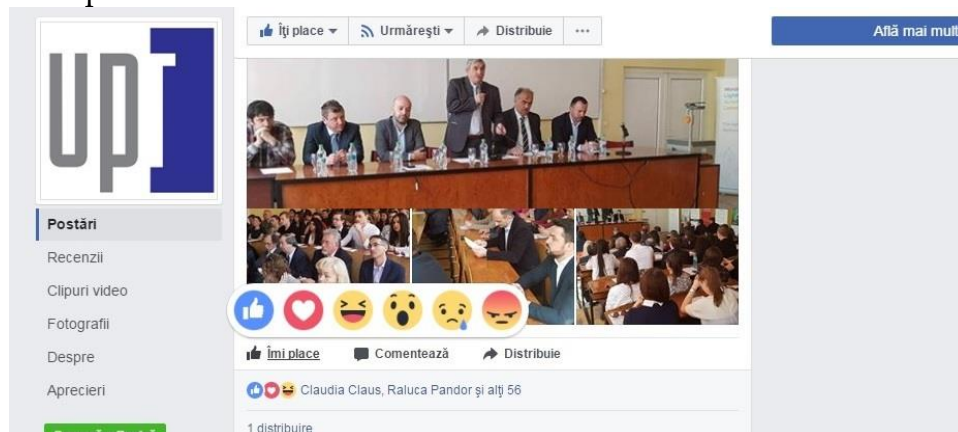 Îți place
Urmărești
Distribuie
Află mai mult
up
Postări
Recenzii
Clipuri video
Fotografii
Despre
Aprecieri
Îmi place
Comentează
Distribuie
Claudia Claus, Raluca Pandor și alți 56
1 distribuire